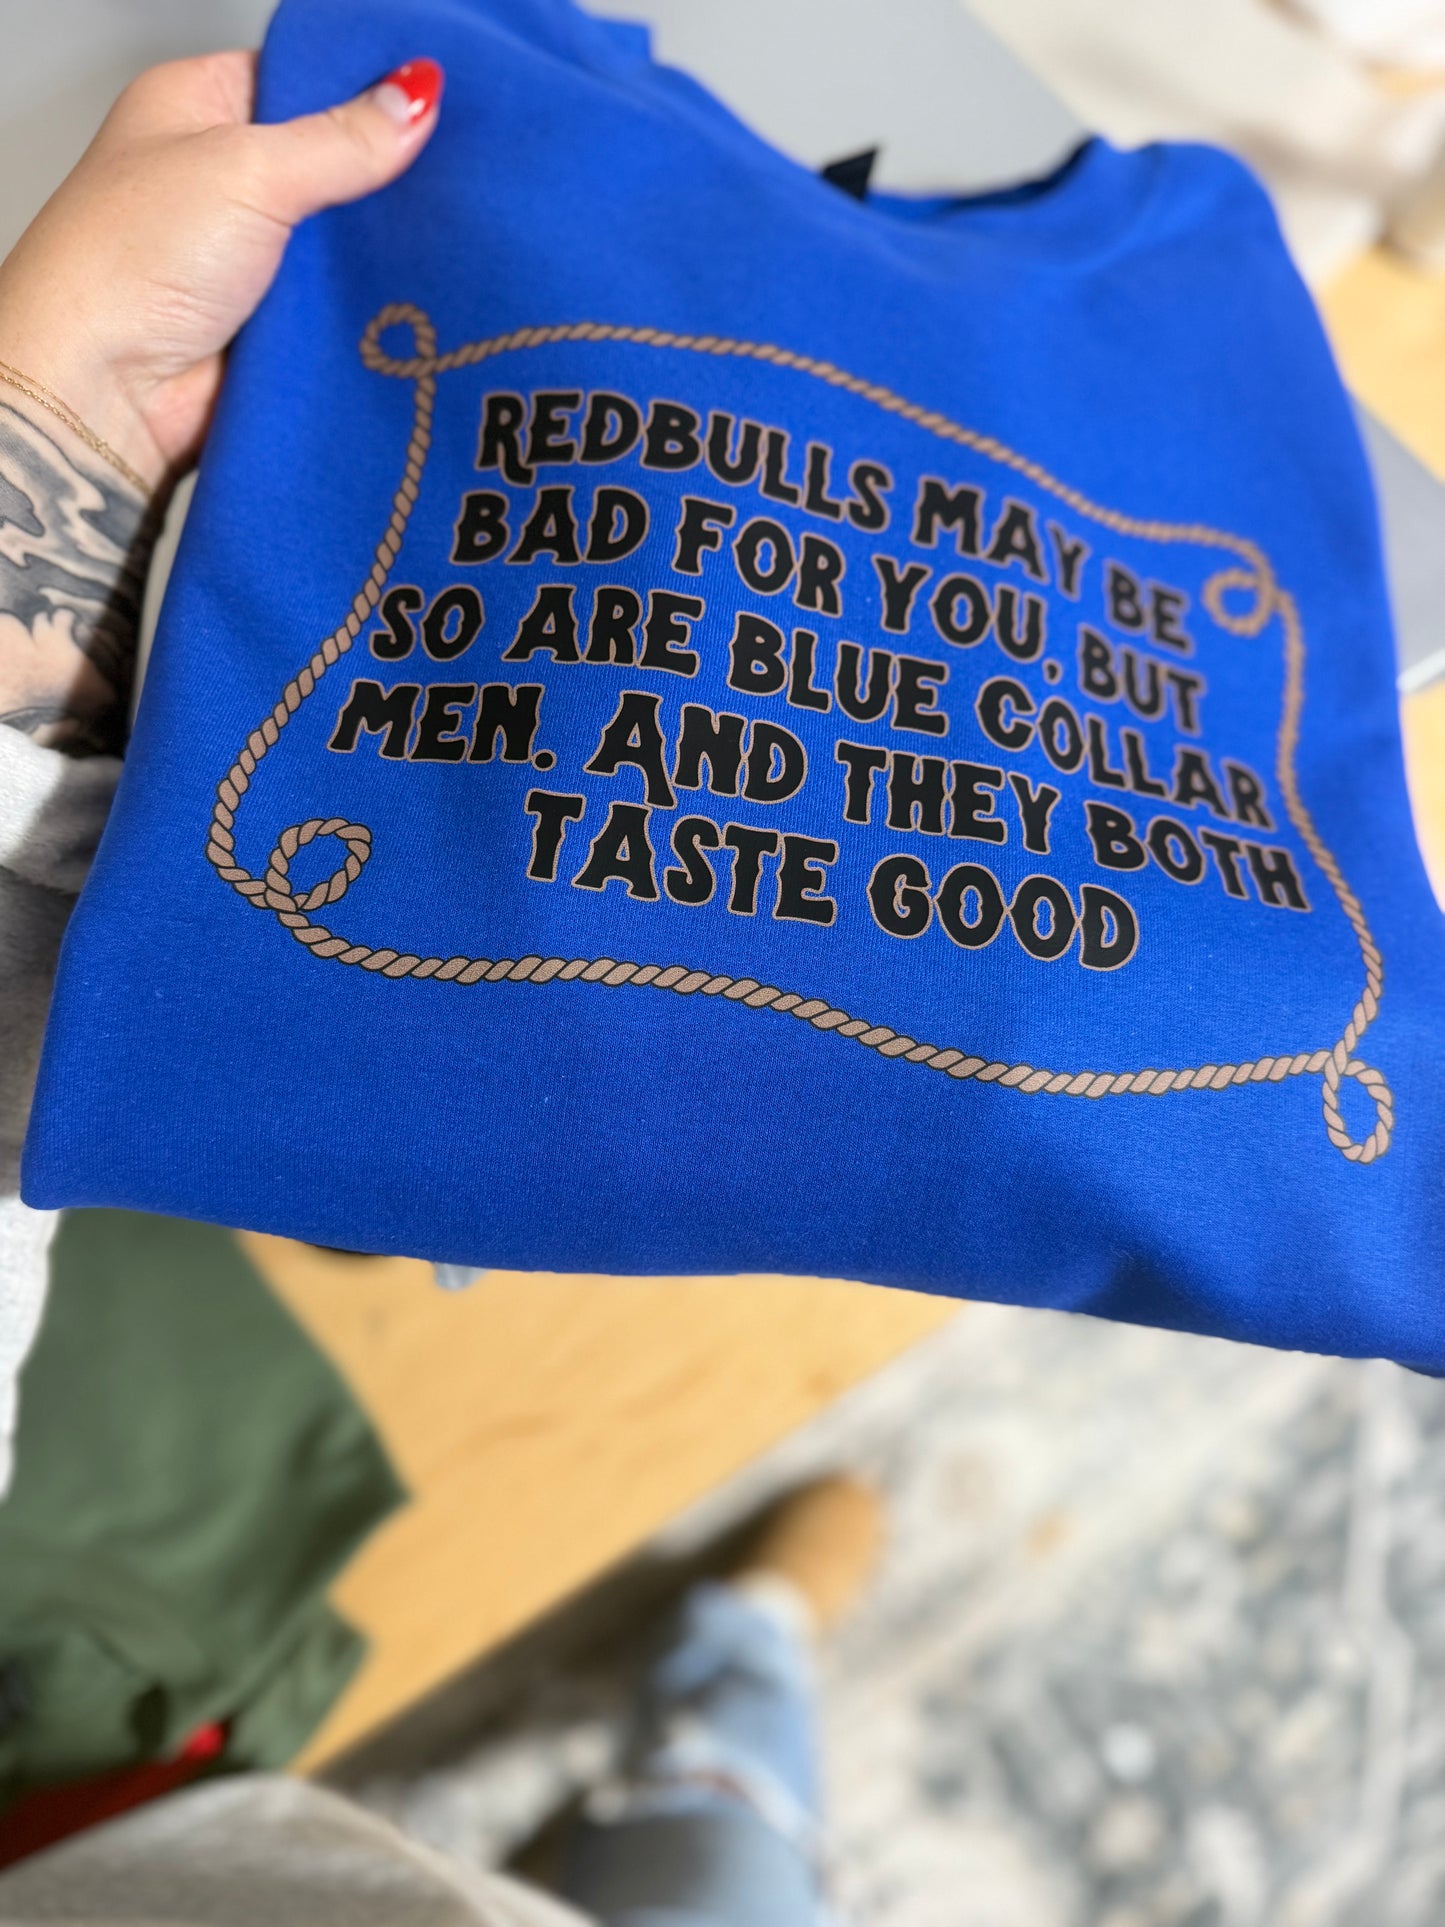 REDBULLS MAY BE
BAD FOR YOU, BUT
SO ARE BLUE COLLAR
MEN. AND THEY BOTH
TASTE GOOD